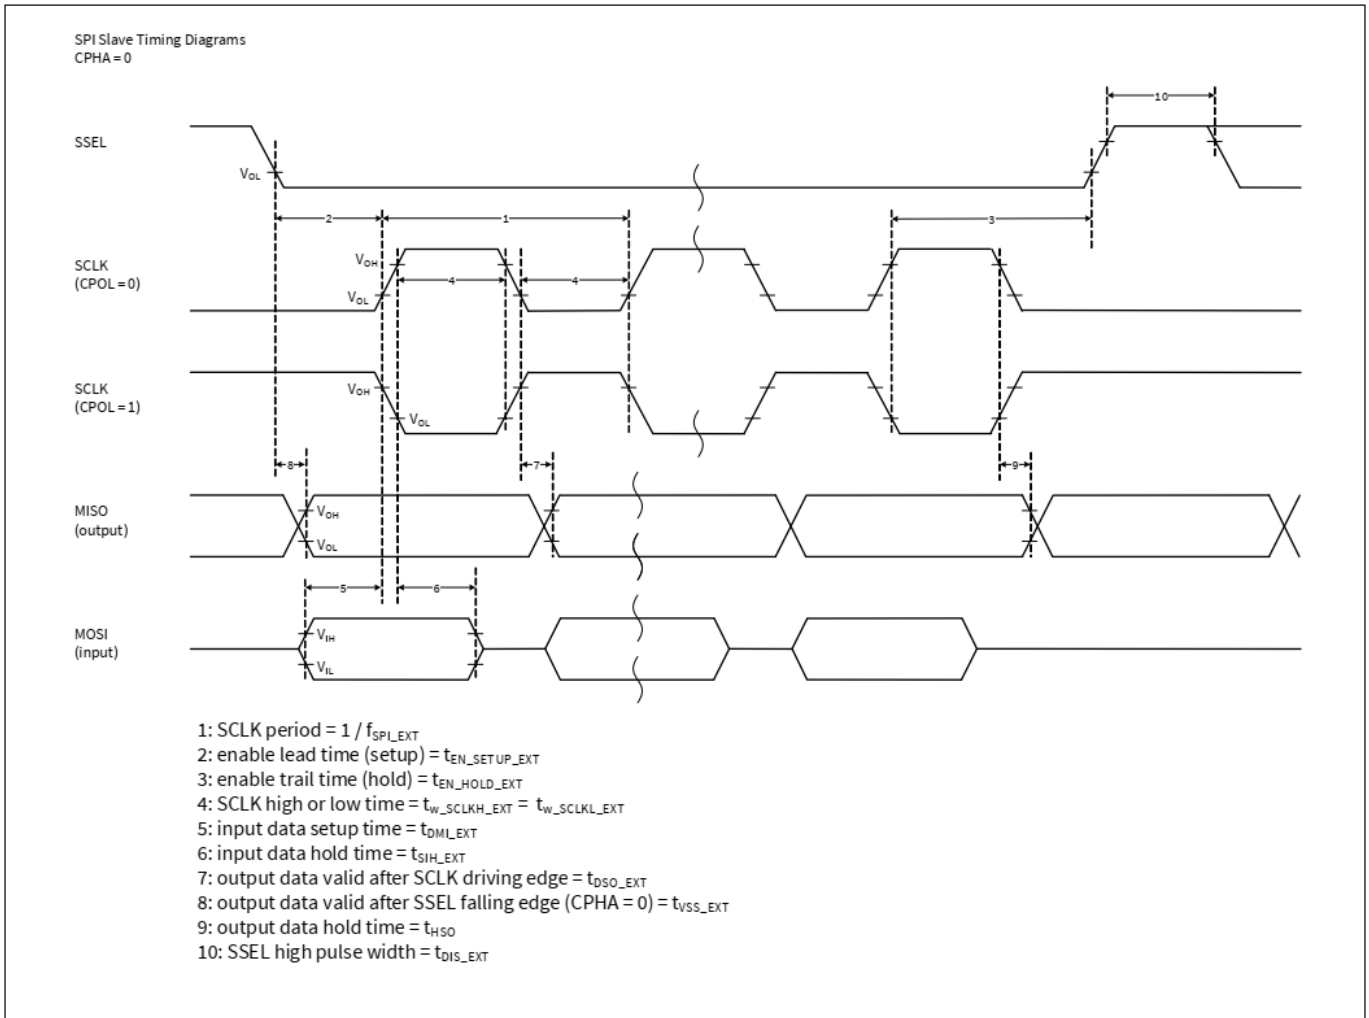 SPI Slave Timing Diagrams
CPHA = 0
10
SSEL
VOL
2
1
3
SCLK
(CPOL = 0)
VOH
4
4
VOL
SCLK
(CPOL = 1)
VOH
VOL
8
7
9
MISO
(output)
VOH
VOL
5
6
MOSI
(input)
VIH
VIL
1: SCLK period = 1 / fSPI_EXT
2: enable lead time (setup) = tEN_SETUP_EXT
3: enable trail time (hold) = tEN_HOLD_EXT
4: SCLK high or low time = tw_SCLKH_EXT = tw_SCLKL_EXT
5: input data setup time = tDMI_EXT
6: input data hold time = tSIH_EXT
7: output data valid after SCLK driving edge = tDSO_EXT
8: output data valid after SSEL falling edge (CPHA = 0) = tVSS_EXT
9: output data hold time = tHSO
10: SSEL high pulse width = tDIS_EXT